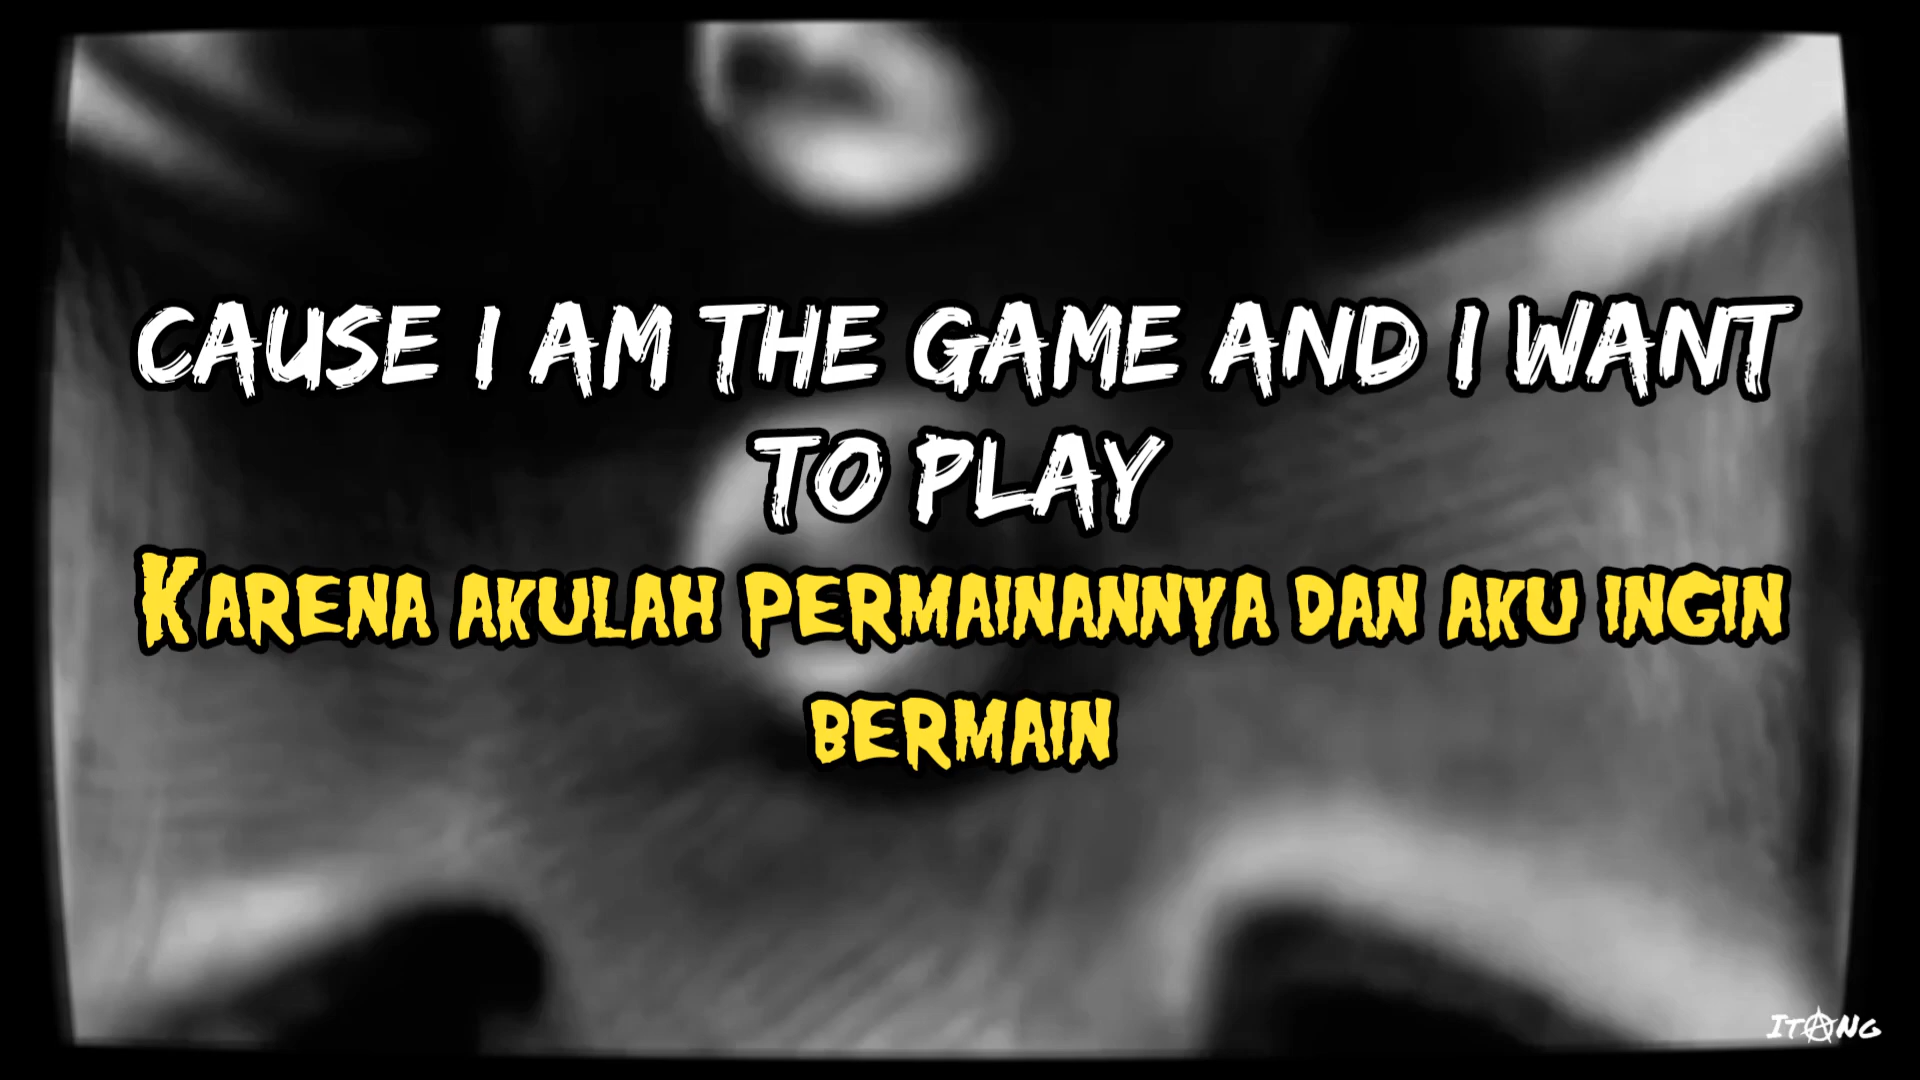 CAUSE I AM THE GAME AND I WANT
TO PLAY
KARENA AKULAH PERMAINANNYA DAN AKU INGIN
BERMAIN
ITANG